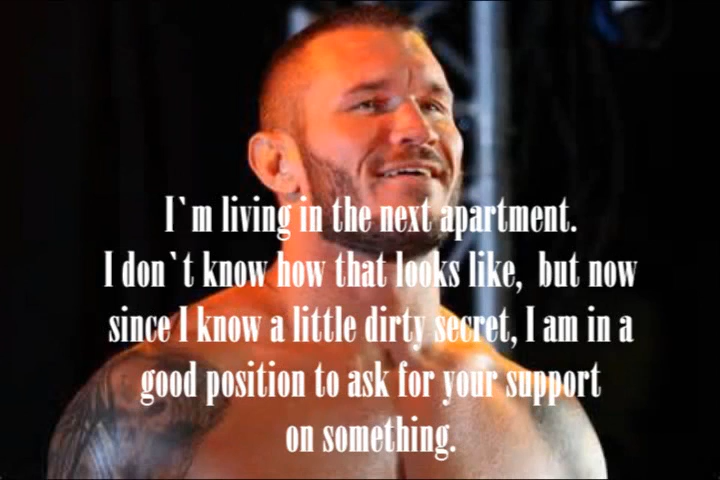 I`m living in the next apartment.
I don`t know how that looks like, but now
since I know a little dirty secret, I am in a
good position to ask for your support
on something.